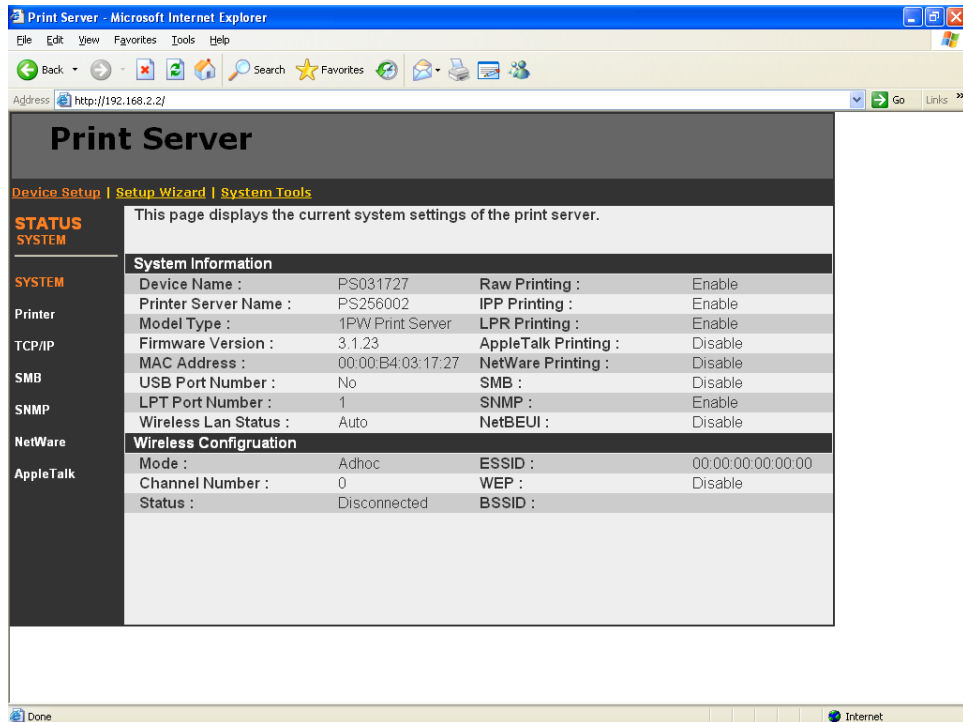 Print Server - Microsoft Internet Explorer
File Edit View Favorites Tools Help
Back Search Favorites
Address http://192.168.2.2/ Go Links »
Print Server
Device Setup | Setup Wizard | System Tools
STATUS
SYSTEM
SYSTEM
Printer
TCP/IP
SMB
SNMP
NetWare
AppleTalk
This page displays the current system settings of the print server.
System Information
Device Name : PS031727 Raw Printing : Enable
Printer Server Name : PS256002 IPP Printing : Enable
Model Type : 1PW Print Server LPR Printing : Enable
Firmware Version : 3.1.23 AppleTalk Printing : Disable
MAC Address : 00:00:B4:03:17:27 NetWare Printing : Disable
USB Port Number : No SMB : Disable
LPT Port Number : 1 SNMP : Enable
Wireless Lan Status : Auto NetBEUI : Disable
Wireless Configruation
Mode : Adhoc ESSID : 00:00:00:00:00:00
Channel Number : 0 WEP : Disable
Status : Disconnected BSSID :
Done Internet